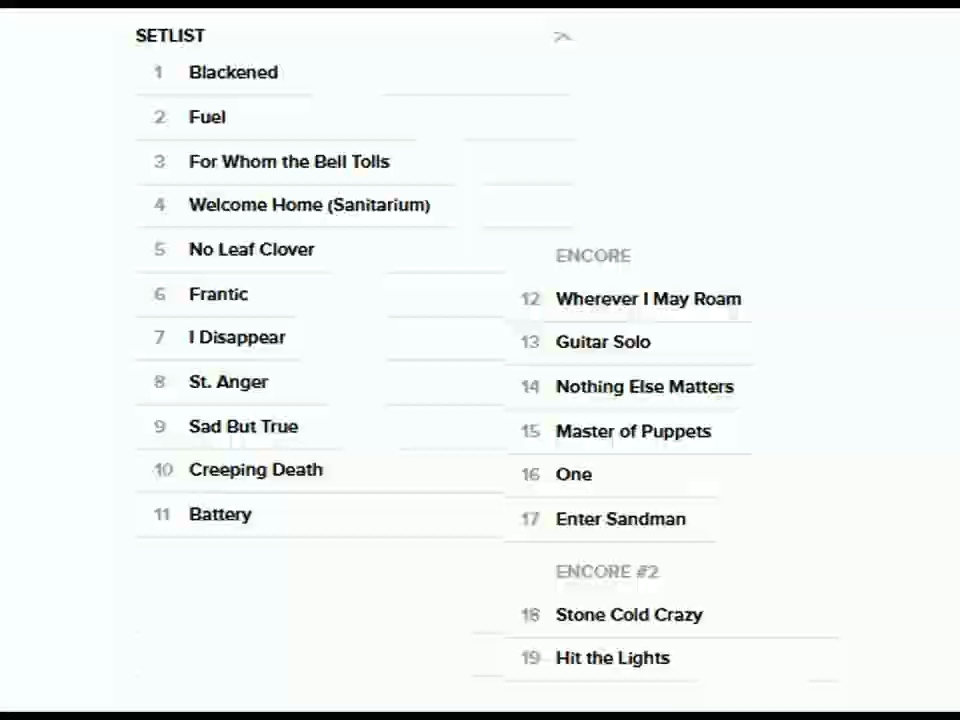 SETLIST
1 Blackened
2 Fuel
3 For Whom the Bell Tolls
4 Welcome Home (Sanitarium)
5 No Leaf Clover
6 Frantic
7 I Disappear
8 St. Anger
9 Sad But True
10 Creeping Death
11 Battery
ENCORE
12 Wherever I May Roam
13 Guitar Solo
14 Nothing Else Matters
15 Master of Puppets
16 One
17 Enter Sandman
ENCORE #2
18 Stone Cold Crazy
19 Hit the Lights